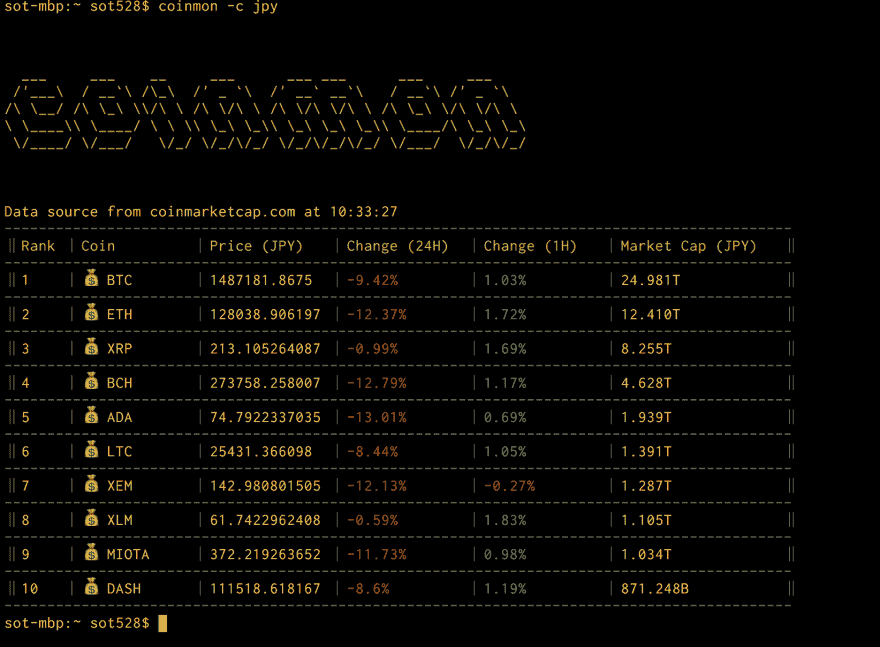 sot-mbp:~ sot528$ coinmon -c jpy
coinmon
Data source from coinmarketcap.com at 10:33:27
Rank | Coin | Price (JPY) | Change (24H) | Change (1H) | Market Cap (JPY)
1 | 💰 BTC | 1487181.8675 | -9.42% | 1.03% | 24.981T
2 | 💰 ETH | 128038.906197 | -12.37% | 1.72% | 12.410T
3 | 💰 XRP | 213.105264087 | -0.99% | 1.69% | 8.255T
4 | 💰 BCH | 273758.258007 | -12.79% | 1.17% | 4.628T
5 | 💰 ADA | 74.7922337035 | -13.01% | 0.69% | 1.939T
6 | 💰 LTC | 25431.366098 | -8.44% | 1.05% | 1.391T
7 | 💰 XEM | 142.980801505 | -12.13% | -0.27% | 1.287T
8 | 💰 XLM | 61.7422962408 | -0.59% | 1.83% | 1.105T
9 | 💰 MIOTA | 372.219263652 | -11.73% | 0.98% | 1.034T
10 | 💰 DASH | 111518.618167 | -8.6% | 1.19% | 871.248B
sot-mbp:~ sot528$